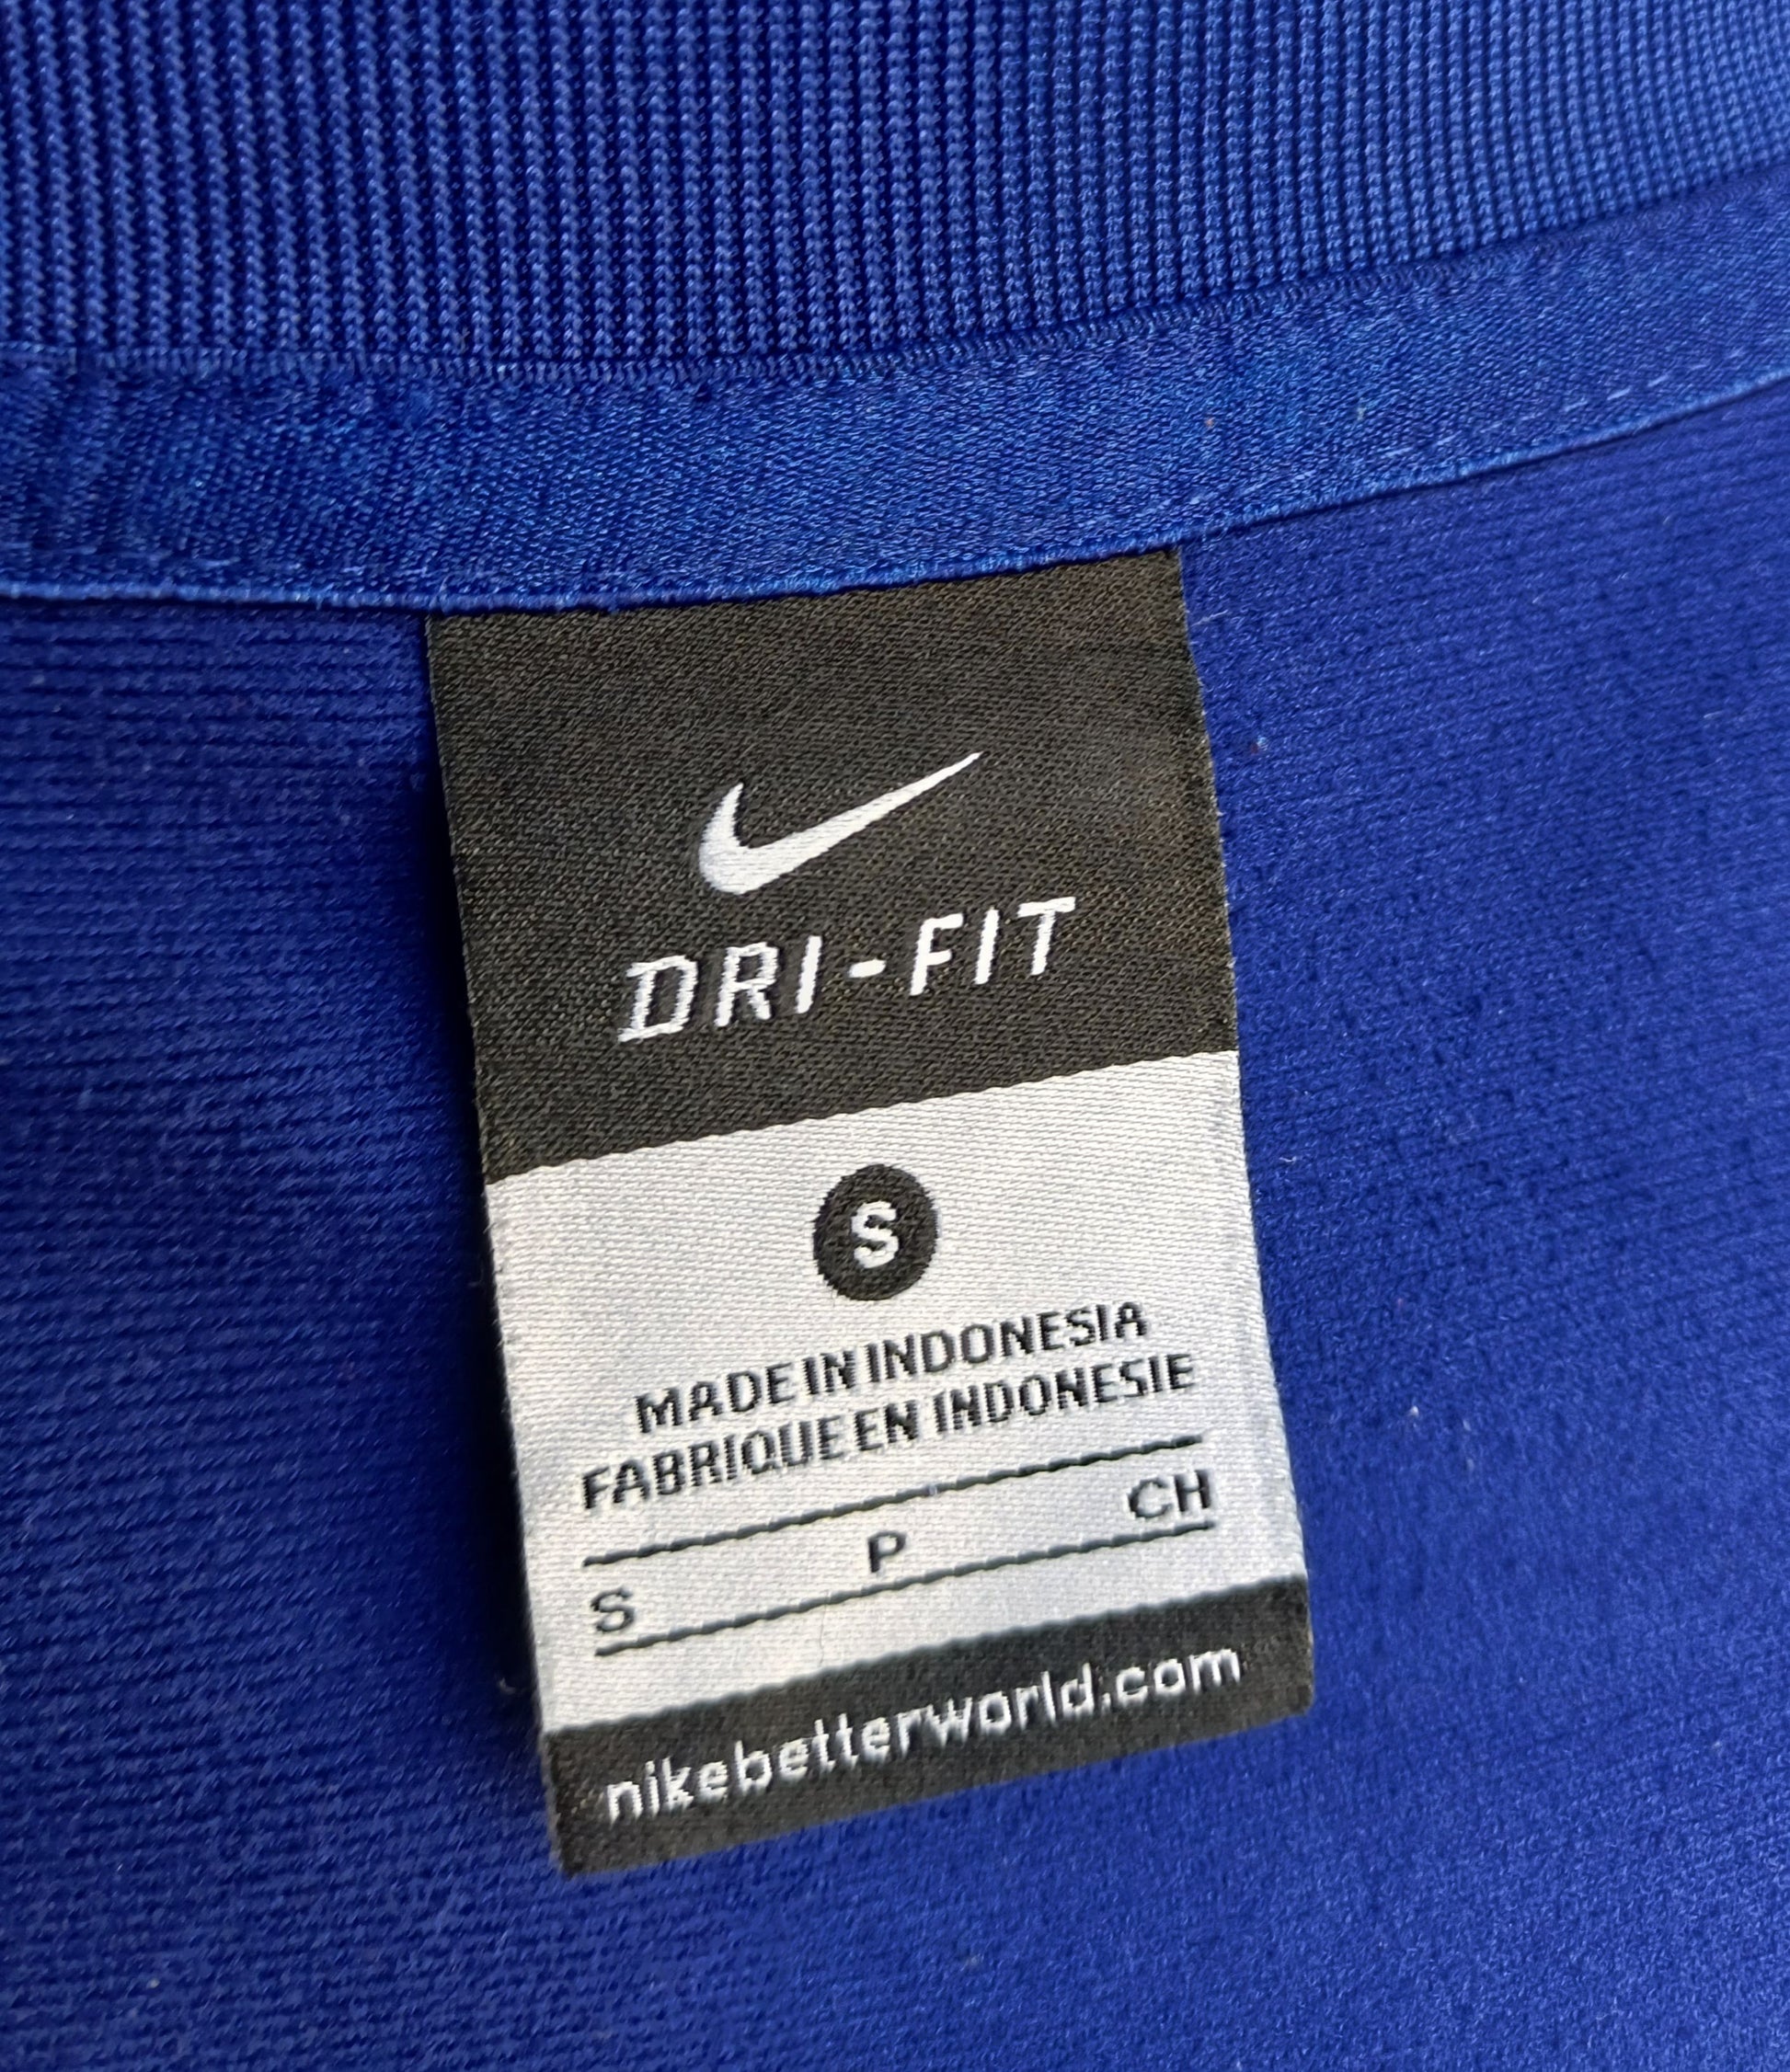 DRI-FIT
S
MADE IN INDONESIA
FABRIQUE EN INDONESIE
S P CH
nikebetterworld.com